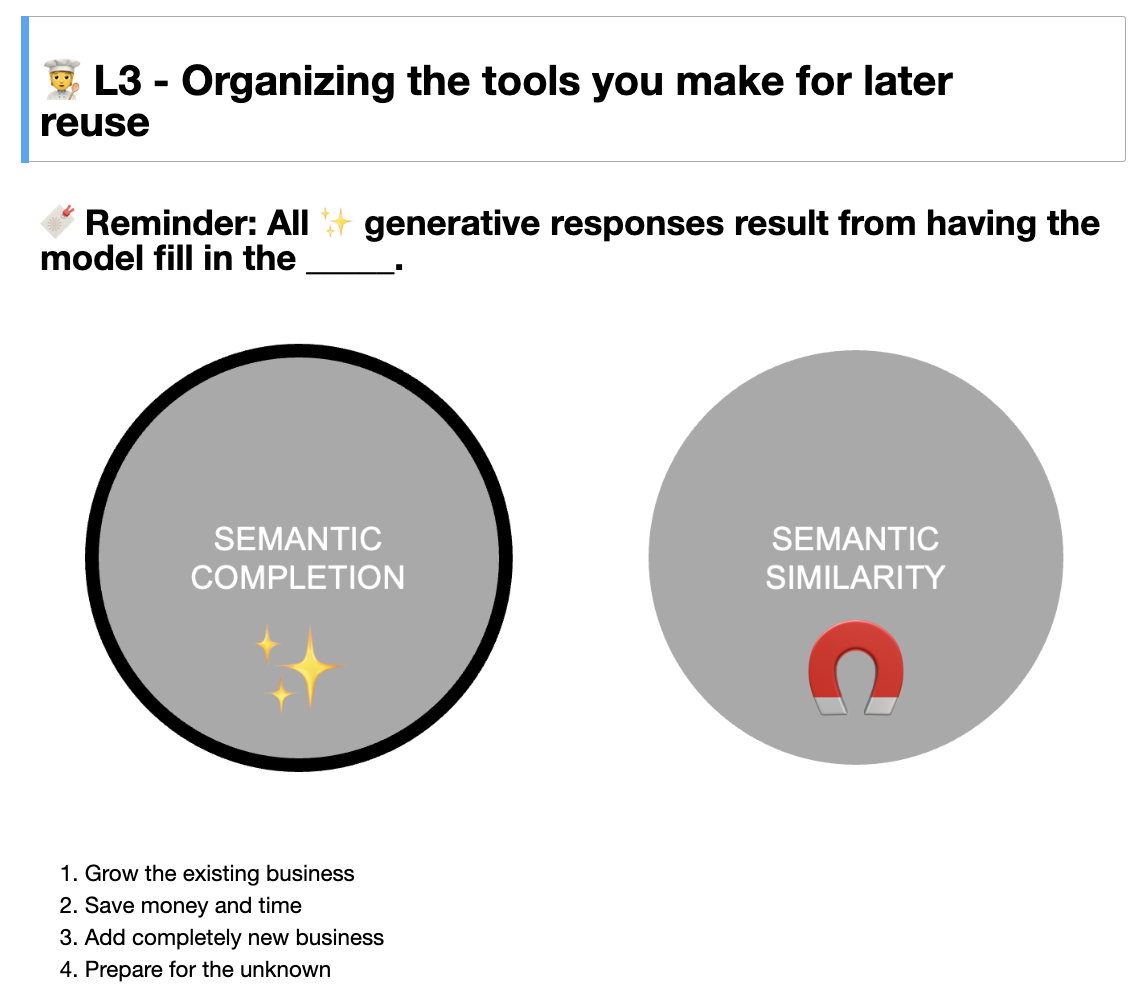 🧑‍🍳 L3 - Organizing the tools you make for later
reuse
🔖 Reminder: All ✨ generative responses result from having the
model fill in the _____.
SEMANTIC
COMPLETION
SEMANTIC
SIMILARITY
1. Grow the existing business
2. Save money and time
3. Add completely new business
4. Prepare for the unknown